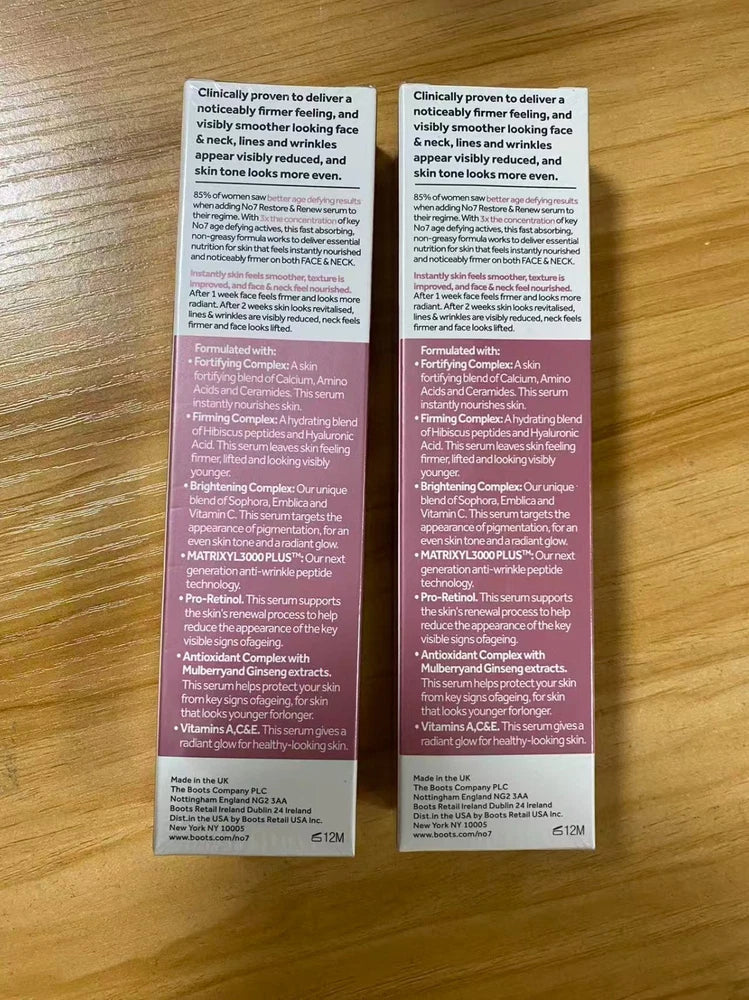 Clinically proven to deliver a
noticeably firmer feeling, and
visibly smoother looking face
& neck, lines and wrinkles
appear visibly reduced, and
skin tone looks more even.
85% of women saw better age defying results
when adding No7 Restore & Renew serum to
their regime. With 3x the concentration of key
No7 age defying actives, this fast absorbing,
non-greasy formula works to deliver essential
nutrition for skin that feels instantly nourished
and noticeably frmer on both FACE & NECK.
Instantly skin feels smoother, texture is
improved, and face & neck feel nourished.
After 1 week face feels frmer and looks more
radiant. After 2 weeks skin looks revitalised,
lines & wrinkles are visibly reduced, neck feels
frmer and face looks lifted.
Formulated with:
• Fortifying Complex: A skin
fortifying blend of Calcium, Amino
Acids and Ceramides. This serum
instantly nourishes skin.
• Firming Complex: A hydrating blend
of Hibiscus peptides and Hyaluronic
Acid. This serum leaves skin feeling
firmer, lifted and looking visibly
younger.
• Brightening Complex: Our unique
blend of Sophora, Emblica and
Vitamin C. This serum targets the
appearance of pigmentation, for an
even skin tone and a radiant glow.
• MATRIXYL3000 PLUS™: Our next
generation anti-wrinkle peptide
technology.
• Pro-Retinol. This serum supports
the skin's renewal process to help
reduce the appearance of the key
visible signs ofageing.
• Antioxidant Complex with
Mulberryand Ginseng extracts.
This serum helps protect your skin
from key signs ofageing, for skin
that looks younger forlonger.
• Vitamins A,C&E. This serum gives a
radiant glow for healthy-looking skin.
Made in the UK
The Boots Company PLC
Nottingham England NG2 3AA
Boots Retail Ireland Dublin 24 Ireland
Dist.in the USA by Boots Retail USA Inc.
New York NY 10005
www.boots.com/no7
12M
Clinically proven to deliver a
noticeably firmer feeling, and
visibly smoother looking face
& neck, lines and wrinkles
appear visibly reduced, and
skin tone looks more even.
85% of women saw better age defying results
when adding No7 Restore & Renew serum to
their regime. With 3x the concentration of key
No7 age defying actives, this fast absorbing,
non-greasy formula works to deliver essential
nutrition for skin that feels instantly nourished
and noticeably frmer on both FACE & NECK.
Instantly skin feels smoother, texture is
improved, and face & neck feel nourished.
After 1 week face feels frmer and looks more
radiant. After 2 weeks skin looks revitalised,
lines & wrinkles are visibly reduced, neck feels
frmer and face looks lifted.
Formulated with:
• Fortifying Complex: A skin
fortifying blend of Calcium, Amino
Acids and Ceramides. This serum
instantly nourishes skin.
• Firming Complex: A hydrating blend
of Hibiscus peptides and Hyaluronic
Acid. This serum leaves skin feeling
firmer, lifted and looking visibly
younger.
• Brightening Complex: Our unique
blend of Sophora, Emblica and
Vitamin C. This serum targets the
appearance of pigmentation, for an
even skin tone and a radiant glow.
• MATRIXYL3000 PLUS™: Our next
generation anti-wrinkle peptide
technology.
• Pro-Retinol. This serum supports
the skin's renewal process to help
reduce the appearance of the key
visible signs ofageing.
• Antioxidant Complex with
Mulberryand Ginseng extracts.
This serum helps protect your skin
from key signs ofageing, for skin
that looks younger forlonger.
• Vitamins A,C&E. This serum gives a
radiant glow for healthy-looking skin.
Made in the UK
The Boots Company PLC
Nottingham England NG2 3AA
Boots Retail Ireland Dublin 24 Ireland
Dist.in the USA by Boots Retail USA Inc.
New York NY 10005
www.boots.com/no7
12M